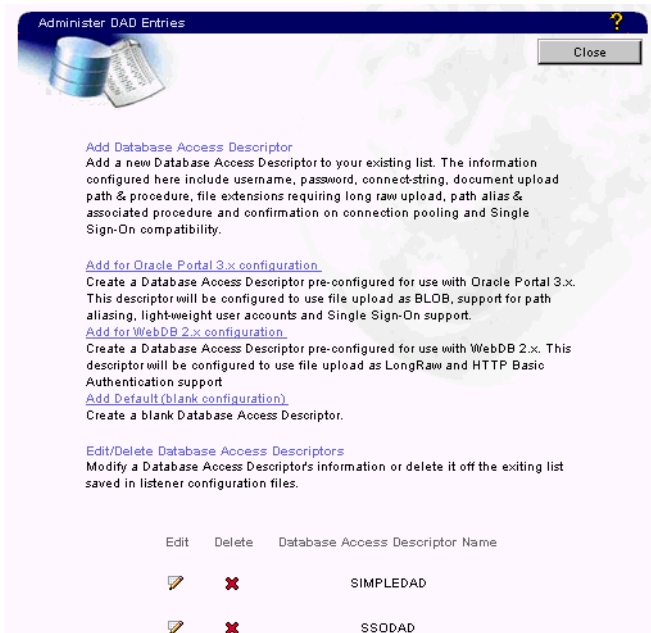 Administer DAD Entries
?
Close
Add Database Access Descriptor
Add a new Database Access Descriptor to your existing list. The information
configured here include username, password, connect-string, document upload
path & procedure, file extensions requiring long raw upload, path alias &
associated procedure and confirmation on connection pooling and Single
Sign-On compatibility.
Add for Oracle Portal 3.x configuration
Create a Database Access Descriptor pre-configured for use with Oracle Portal 3.x.
This descriptor will be configured to use file upload as BLOB, support for path
aliasing, light-weight user accounts and Single Sign-On support.
Add for WebDB 2.x configuration
Create a Database Access Descriptor pre-configured for use with WebDB 2.x. This
descriptor will be configured to use file upload as LongRaw and HTTP Basic
Authentication support
Add Default (blank configuration)
Create a blank Database Access Descriptor.
Edit/Delete Database Access Descriptors
Modify a Database Access Descriptor's information or delete it off the exiting list
saved in listener configuration files.
Edit Delete Database Access Descriptor Name
SIMPLEDAD
SSODAD